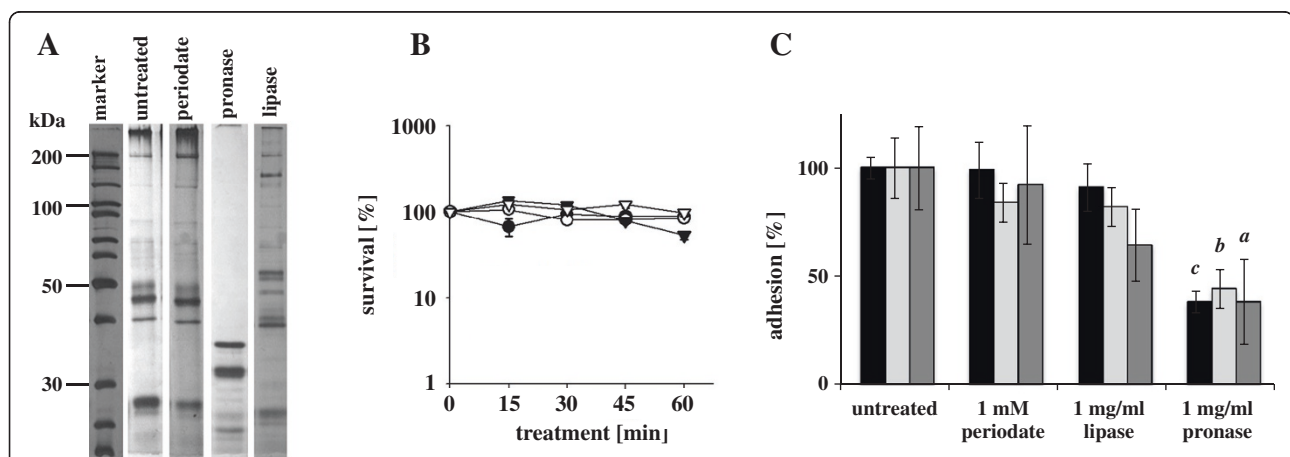 A
marker
untreated
periodate
pronase
lipase
kDa
200
100
50
30
B
1000
100
10
1
survival [%]
0 15 30 45 60
treatment [min]
C
100
50
0
adhesion [%]
c b a
untreated
1 mM
periodate
1 mg/ml
lipase
1 mg/ml
pronase